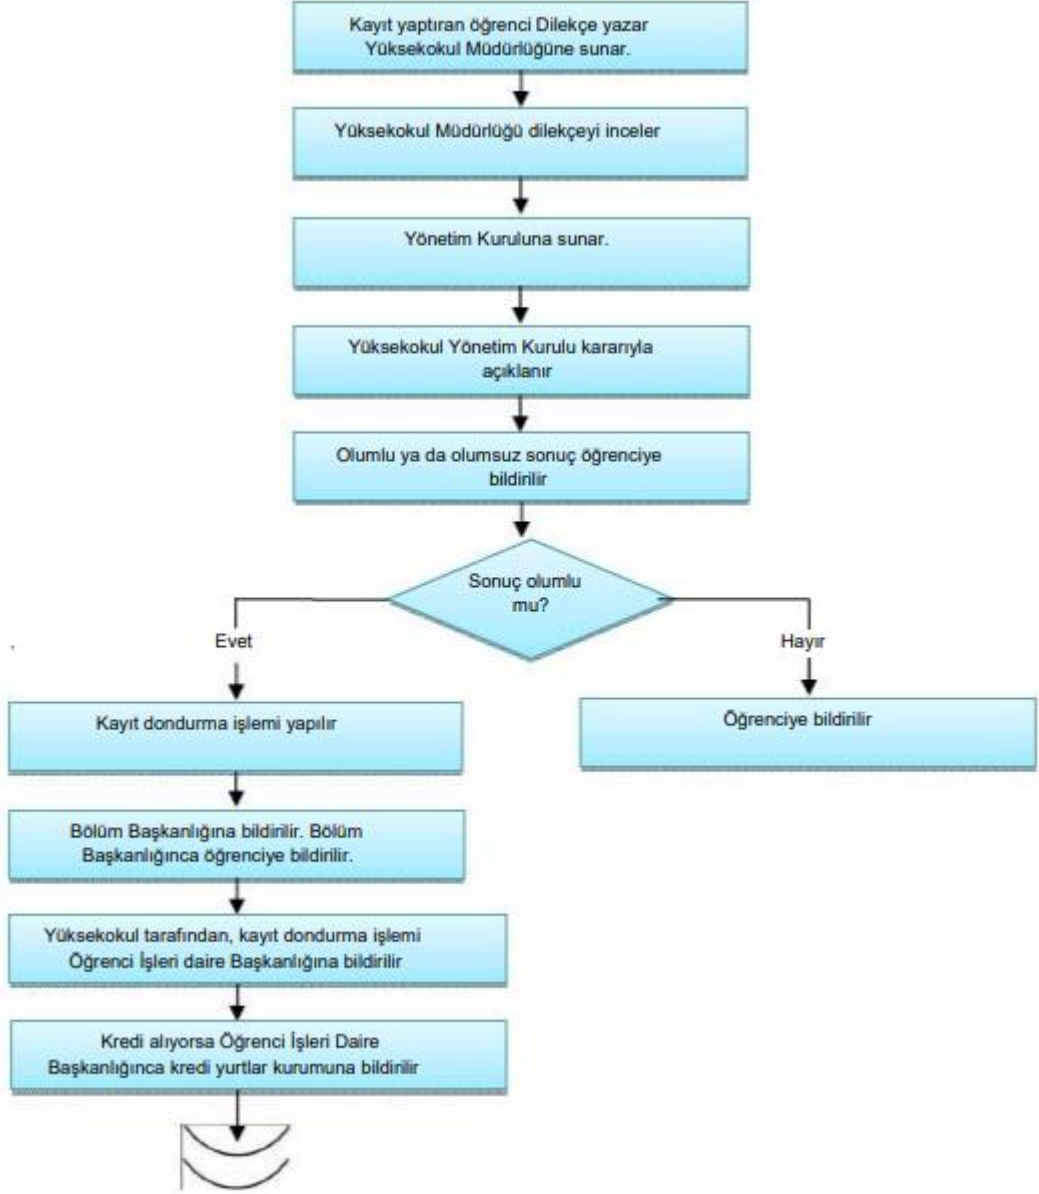 Kayıt yaptıran öğrenci Dilekçe yazar
Yüksekokul Müdürlüğüne sunar.
Yüksekokul Müdürlüğü dilekçeyi inceler
Yönetim Kuruluna sunar.
Yüksekokul Yönetim Kurulu kararıyla
açıklanır
Olumlu ya da olumsuz sonuç öğrenciye
bildirilir
Sonuç olumlu
mu?
Evet
Hayır
Kayıt dondurma işlemi yapılır
Öğrenciye bildirilir
Bölüm Başkanlığına bildirilir. Bölüm
Başkanlığınca öğrenciye bildirilir.
Yüksekokul tarafından, kayıt dondurma işlemi
Öğrenci İşleri daire Başkanlığına bildirilir
Kredi alıyorsa Öğrenci İşleri Daire
Başkanlığınca kredi yurtlar kurumuna bildirilir